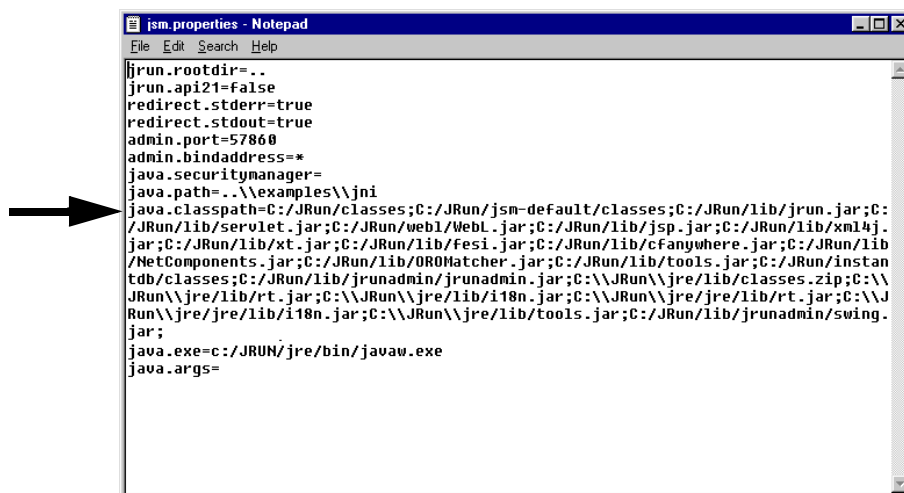 jsm.properties - Notepad
File Edit Search Help
jrun.rootdir=..
jrun.api21=false
redirect.stderr=true
redirect.stdout=true
admin.port=57860
admin.bindaddress=*
java.securitymanager=
java.path=..\\examples\\jni
java.classpath=C:/JRun/classes;C:/JRun/jsm-default/classes;C:/JRun/lib/jrun.jar;C:
/JRun/lib/servlet.jar;C:/JRun/webl/WebL.jar;C:/JRun/lib/jsp.jar;C:/JRun/lib/xml4j.
jar;C:/JRun/lib/xt.jar;C:/JRun/lib/fesi.jar;C:/JRun/lib/cfanywhere.jar;C:/JRun/lib
/NetComponents.jar;C:/JRun/lib/OROMatcher.jar;C:/JRun/lib/tools.jar;C:/JRun/instan
tdb/classes;C:/JRun/lib/jrunadmin/jrunadmin.jar;C:\\JRun\\jre/lib/classes.zip;C:\\
JRun\\jre/lib/rt.jar;C:\\JRun\\jre/lib/i18n.jar;C:\\JRun\\jre/jre/lib/rt.jar;C:\\J
Run\\jre/jre/lib/i18n.jar;C:\\JRun\\jre/lib/tools.jar;C:/JRun/lib/jrunadmin/swing.
jar;
java.exe=c:/JRUN/jre/bin/javaw.exe
java.args=